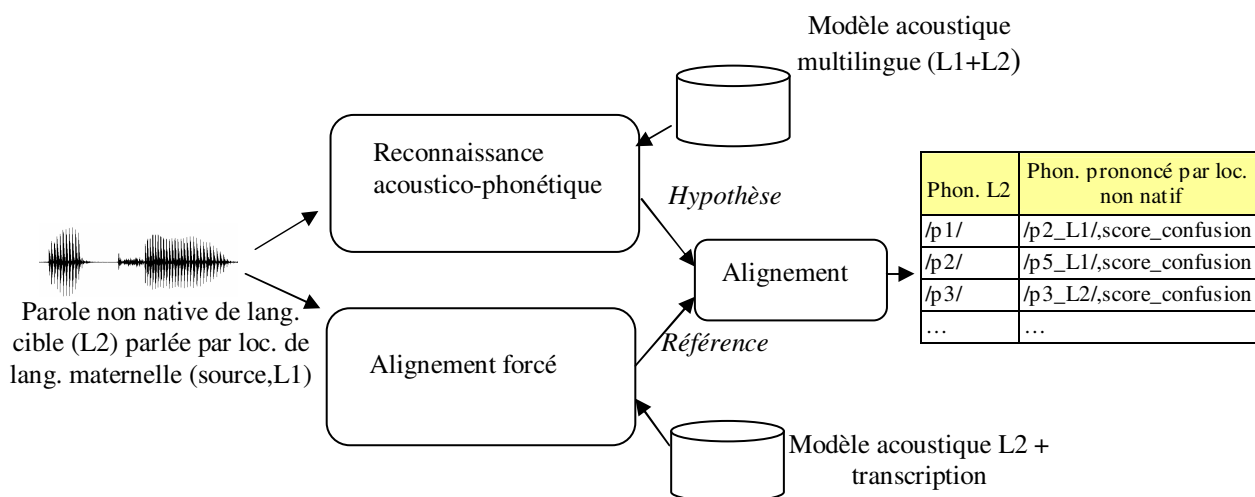 Modèle acoustique
multilingue (L1+L2)
Reconnaissance
acoustico-phonétique
Hypothèse
Phon. L2
Phon. prononcé par loc.
non natif
/p1/
/p2_L1/,score_confusion
/p2/
/p5_L1/,score_confusion
/p3/
/p3_L2/,score_confusion
…
…
Alignement
Parole non native de lang.
cible (L2) parlée par loc. de
lang. maternelle (source,L1)
Référence
Alignement forcé
Modèle acoustique L2 +
transcription